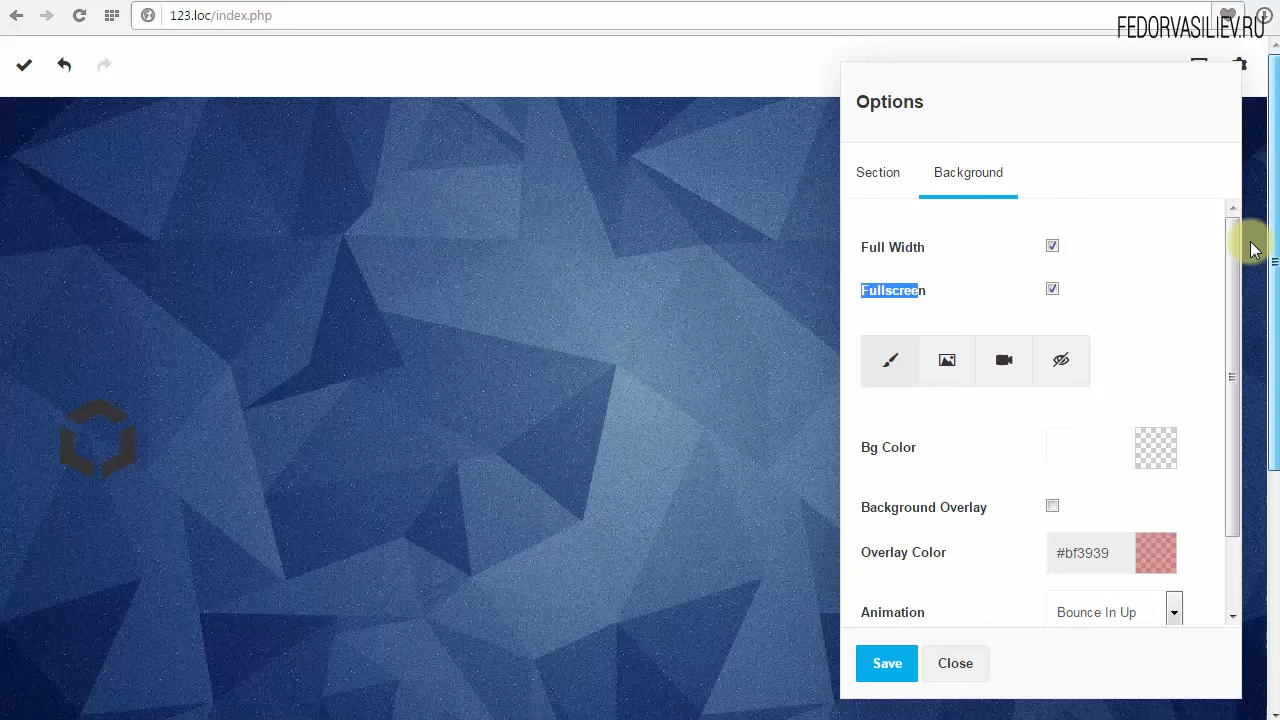 123.loc/index.php
FEDORVASILIEV.RU
Options
Section
Background
Full Width
Fullscreen
Bg Color
Background Overlay
Overlay Color
#bf3939
Animation
Bounce In Up
Save
Close